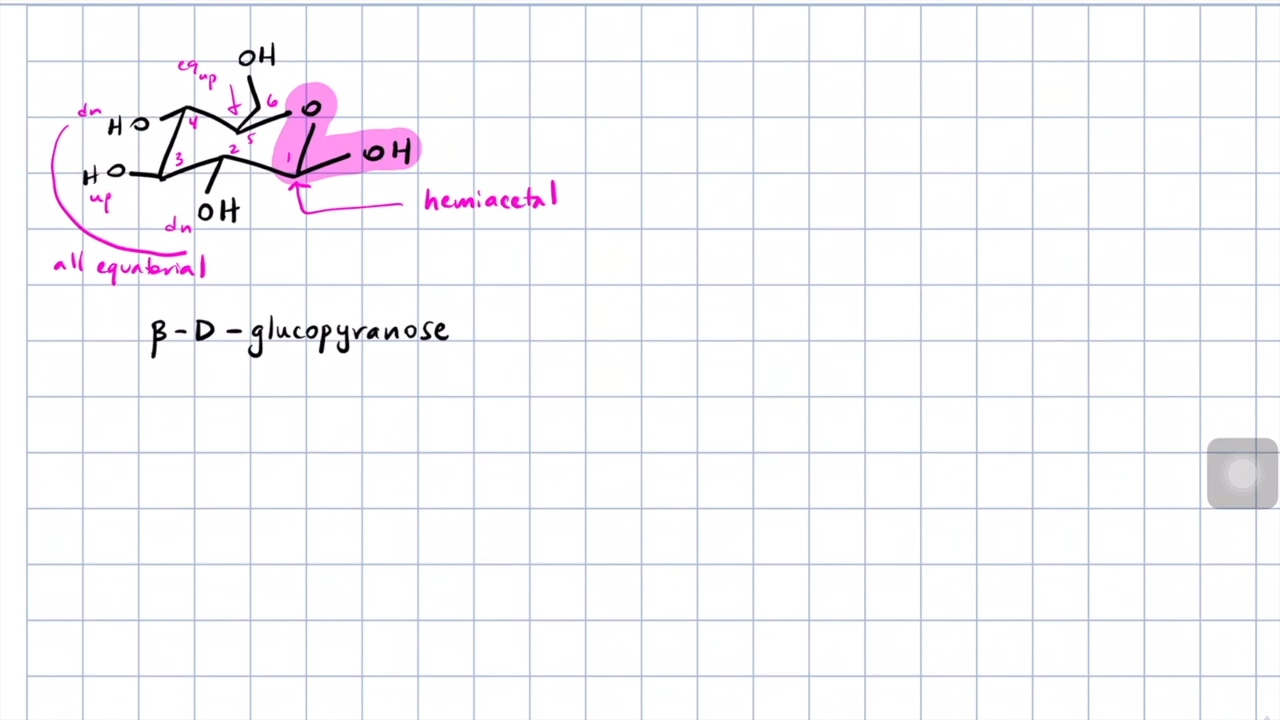 OH
eq up
6
O
dn
HO
4
5
OH
2
1
3
HO
up
OH
hemiacetal
dn
all equatorial
β-D-glucopyranose